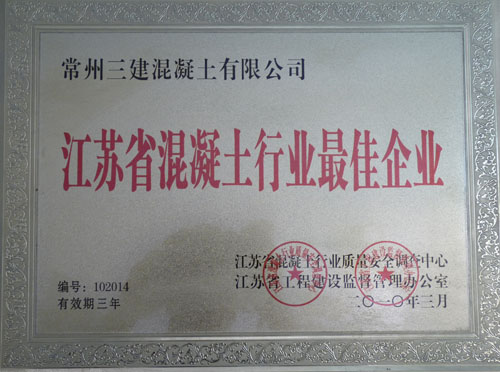 常州三建混凝土有限公司
江苏省混凝土行业最佳企业
江苏省混凝土行业质量安全调查中心
江苏省工程建设监督管理办公室
二〇一〇年三月
编号:102014
有效期三年